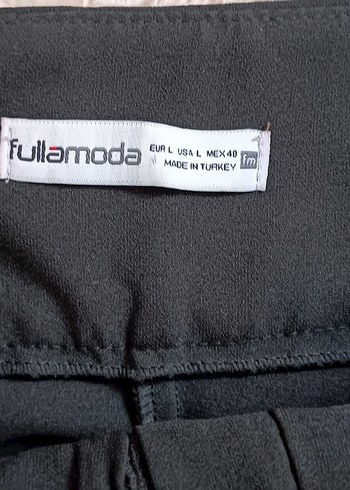 fullamoda
EUR L USA L MEX 40
MADE IN TURKEY
fm